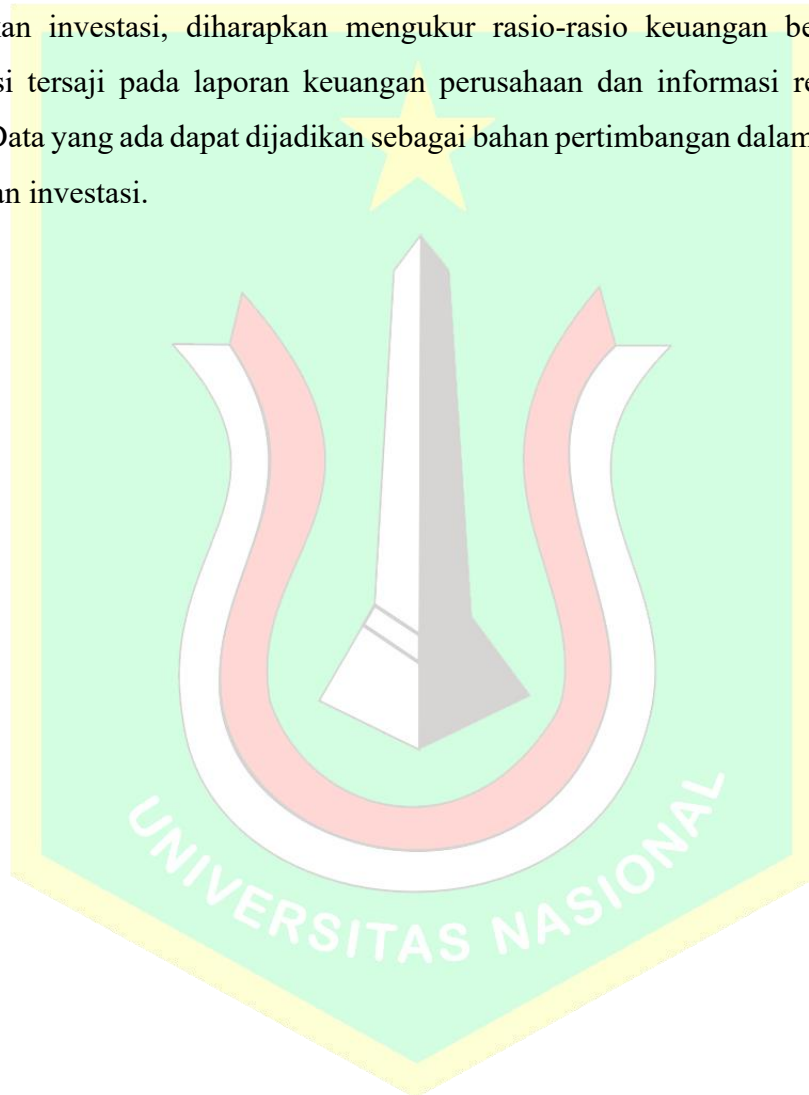 kan investasi, diharapkan mengukur rasio-rasio keuangan be
si tersaji pada laporan keuangan perusahaan dan informasi re
Data yang ada dapat dijadikan sebagai bahan pertimbangan dalam
an investasi.
UNIVERSITAS NASIONAL